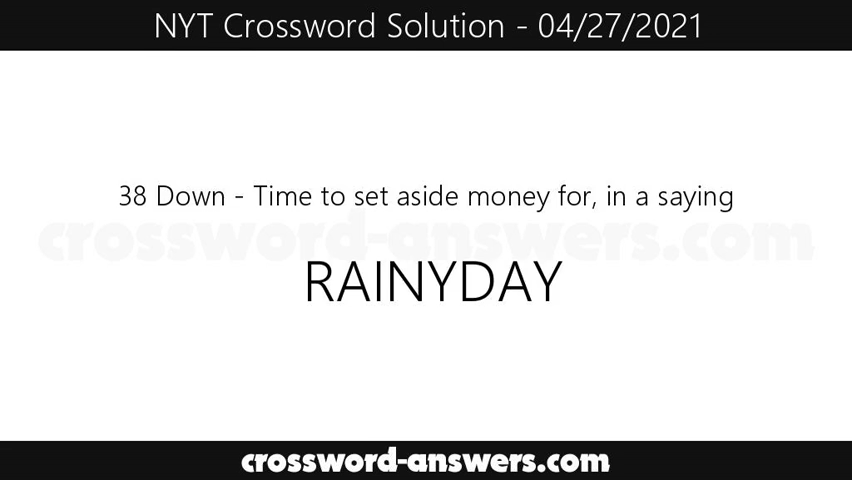 NYT Crossword Solution - 04/27/2021
38 Down - Time to set aside money for, in a saying
crossword-answers.com
RAINYDAY
crossword-answers.com